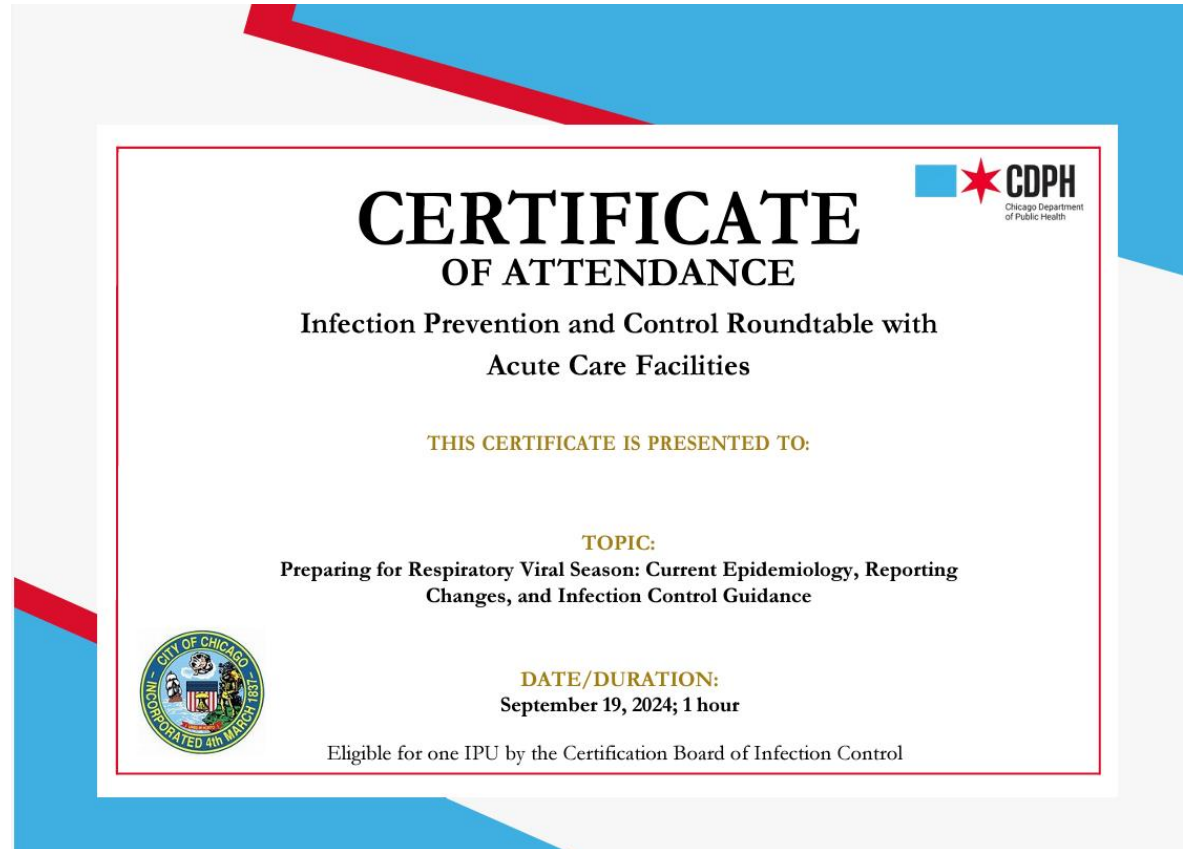 CDPH
Chicago Department
of Public Health
CERTIFICATE
OF ATTENDANCE
Infection Prevention and Control Roundtable with
Acute Care Facilities
THIS CERTIFICATE IS PRESENTED TO:
TOPIC:
Preparing for Respiratory Viral Season: Current Epidemiology, Reporting
Changes, and Infection Control Guidance
CITY OF CHICAGO
INCORPORATED 4th MARCH 1837
DATE/DURATION:
September 19, 2024; 1 hour
Eligible for one IPU by the Certification Board of Infection Control